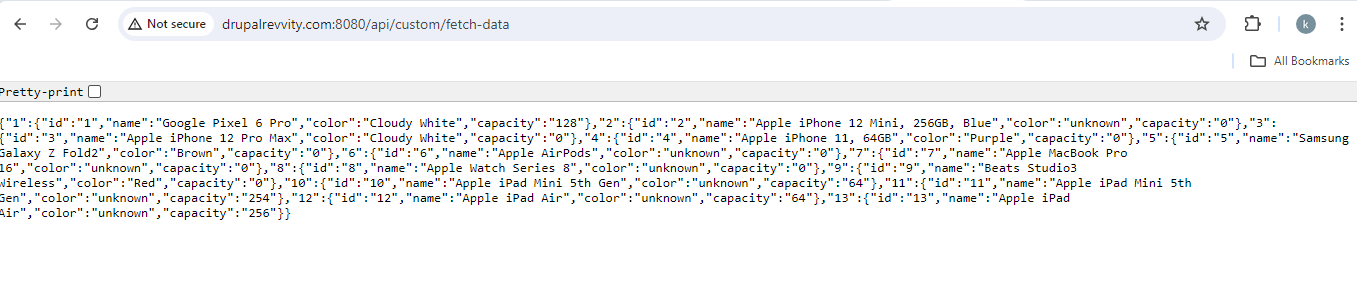 Not secure
drupalrevvity.com:8080/api/custom/fetch-data
k
All Bookmarks
Pretty-print
{"1":{"id":"1","name":"Google Pixel 6 Pro","color":"Cloudy White","capacity":"128"},"2":{"id":"2","name":"Apple iPhone 12 Mini, 256GB, Blue","color":"unknown","capacity":"0"},"3":
{"id":"3","name":"Apple iPhone 12 Pro Max","color":"Cloudy White","capacity":"0"},"4":{"id":"4","name":"Apple iPhone 11, 64GB","color":"Purple","capacity":"0"},"5":{"id":"5","name":"Samsung
Galaxy Z Fold2","color":"Brown","capacity":"0"},"6":{"id":"6","name":"Apple AirPods","color":"unknown","capacity":"0"},"7":{"id":"7","name":"Apple MacBook Pro
16","color":"unknown","capacity":"0"},"8":{"id":"8","name":"Apple Watch Series 8","color":"unknown","capacity":"0"},"9":{"id":"9","name":"Beats Studio3
Wireless","color":"Red","capacity":"0"},"10":{"id":"10","name":"Apple iPad Mini 5th Gen","color":"unknown","capacity":"64"},"11":{"id":"11","name":"Apple iPad Mini 5th
Gen","color":"unknown","capacity":"254"},"12":{"id":"12","name":"Apple iPad Air","color":"unknown","capacity":"64"},"13":{"id":"13","name":"Apple iPad
Air","color":"unknown","capacity":"256"}}